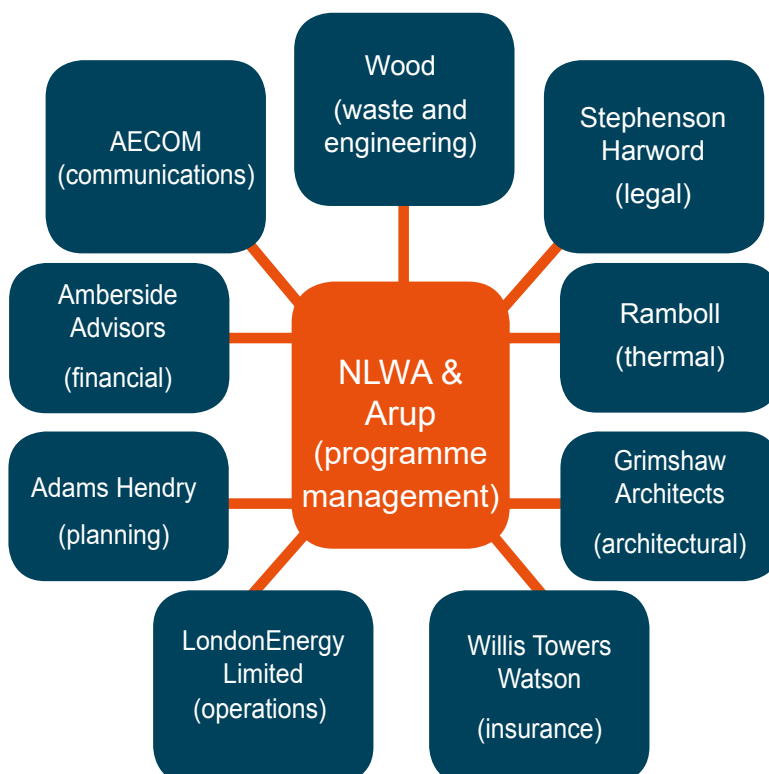 Wood
(waste and
engineering)
Stephenson
Harword
(legal)
Ramboll
(thermal)
Grimshaw
Architects
(architectural)
Willis Towers
Watson
(insurance)
LondonEnergy
Limited
(operations)
Adams Hendry
(planning)
Amberside
Advisors
(financial)
AECOM
(communications)
NLWA &
Arup
(programme
management)